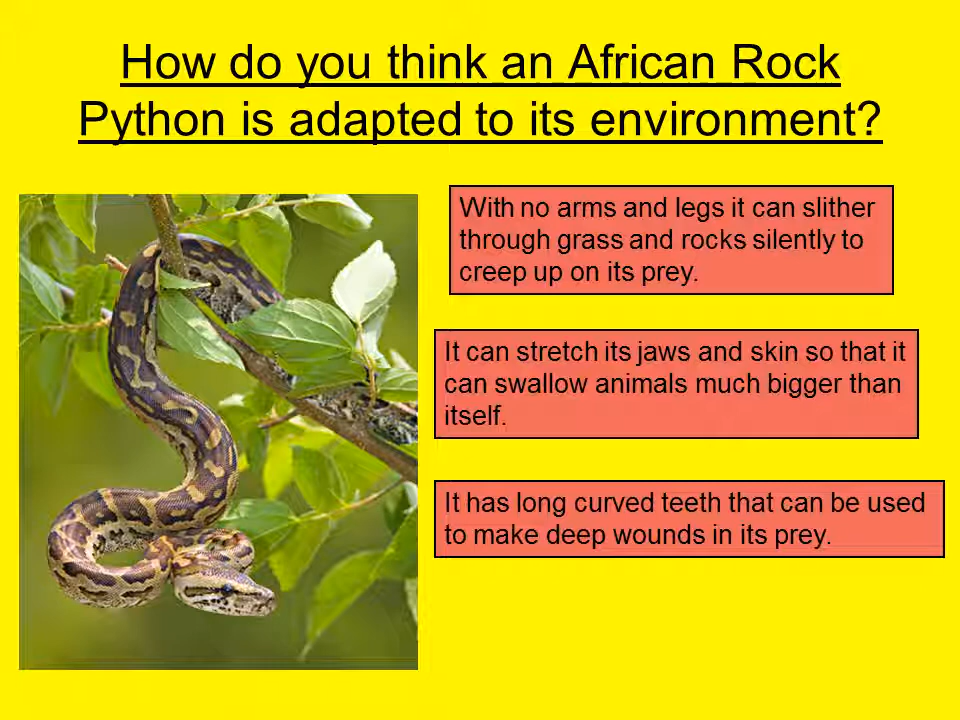 How do you think an African Rock
Python is adapted to its environment?
With no arms and legs it can slither
through grass and rocks silently to
creep up on its prey.
It can stretch its jaws and skin so that it
can swallow animals much bigger than
itself.
It has long curved teeth that can be used
to make deep wounds in its prey.